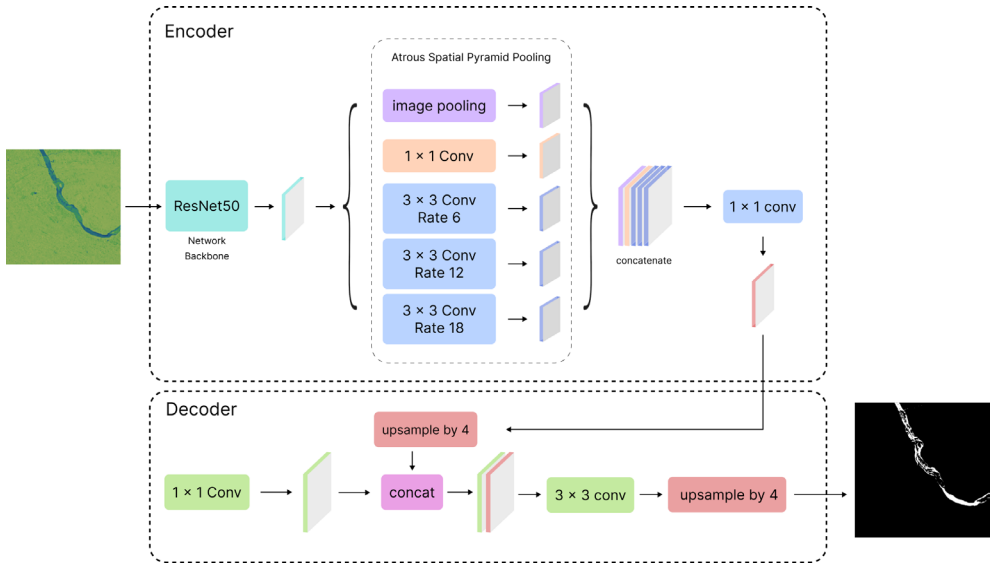 Encoder
Atrous Spatial Pyramid Pooling
image pooling
1 × 1 Conv
3 × 3 Conv
Rate 6
3 × 3 Conv
Rate 12
3 × 3 Conv
Rate 18
ResNet50
Network
Backbone
concatenate
1 × 1 conv
Decoder
upsample by 4
1 × 1 Conv
concat
3 × 3 conv
upsample by 4